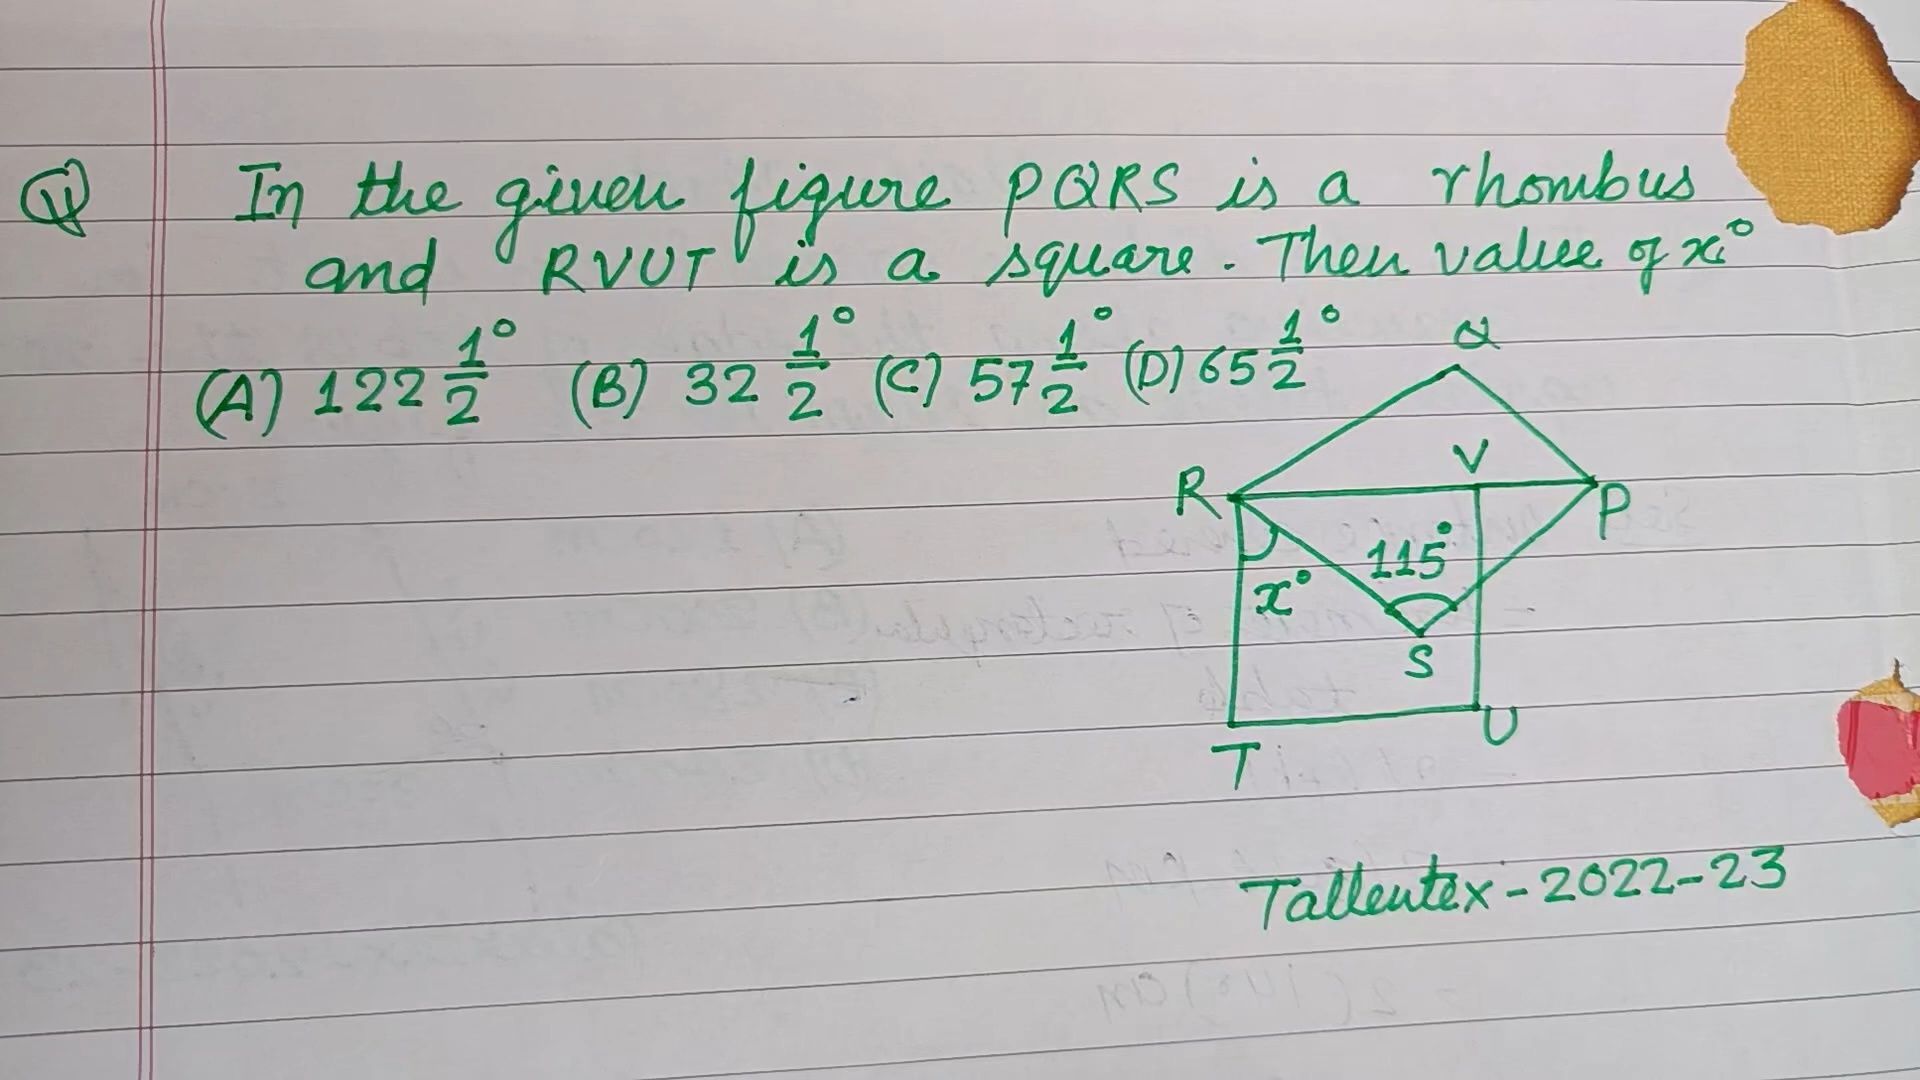 Q In the given figure PQRS is a rhombus
and RVUT is a square. Then value of x°
(A) 122 1/2° (B) 32 1/2° (C) 57 1/2° (D) 65 1/2°
Q
R V P
115°
x°
S
T U
Tallentex-2022-23